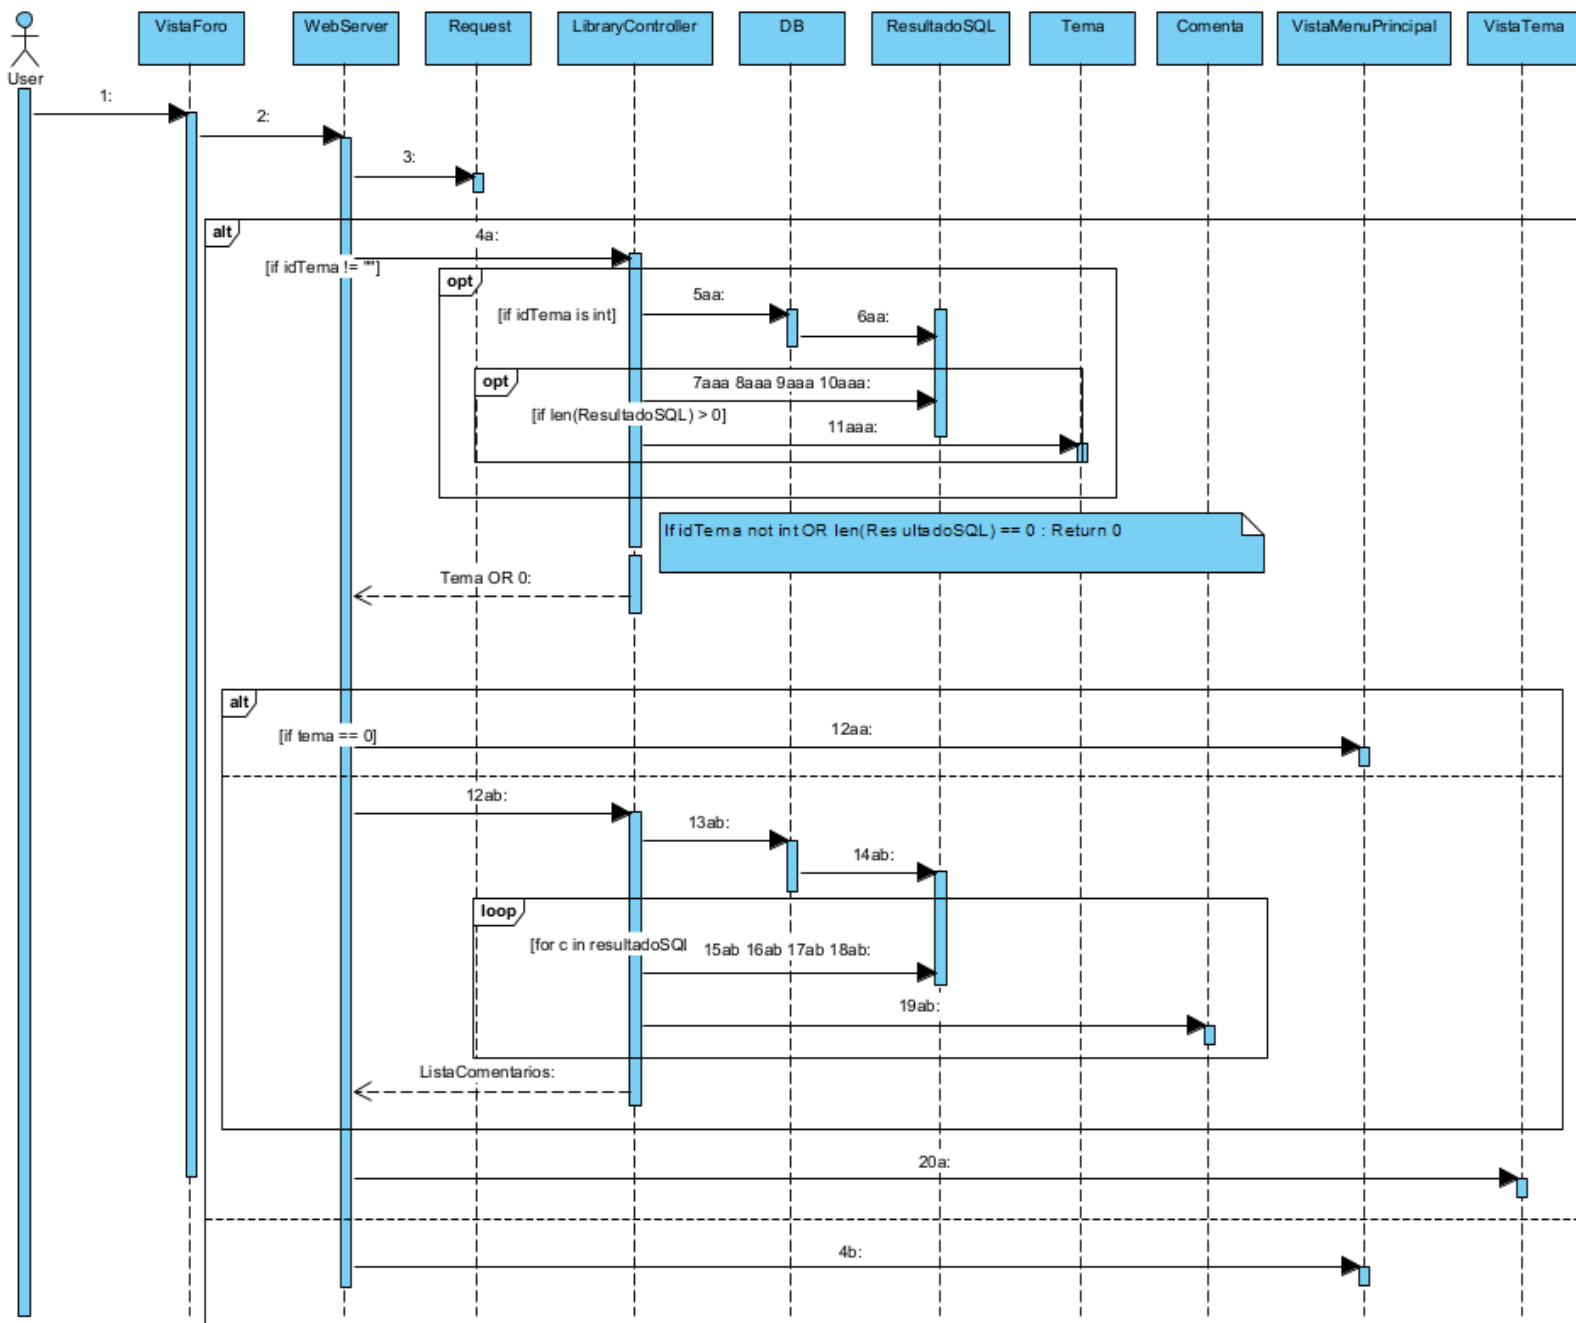 VistaForo
WebServer
Request
LibraryController
DB
ResultadoSQL
Tema
Comenta
VistaMenuPrincipal
VistaTema
User
1:
2:
3:
alt
4a:
[if idTema != ""]
opt
5aa:
[if idTema is int]
6aa:
opt
7aaa 8aaa 9aaa 10aaa:
[if len(ResultadoSQL) > 0]
11aaa:
If idTema not int OR len(ResultadoSQL) == 0 : Return 0
Tema OR 0:
alt
[if tema == 0]
12aa:
12ab:
13ab:
14ab:
loop
[for c in resultadoSQl
15ab 16ab 17ab 18ab:
19ab:
ListaComentarios:
20a:
4b: